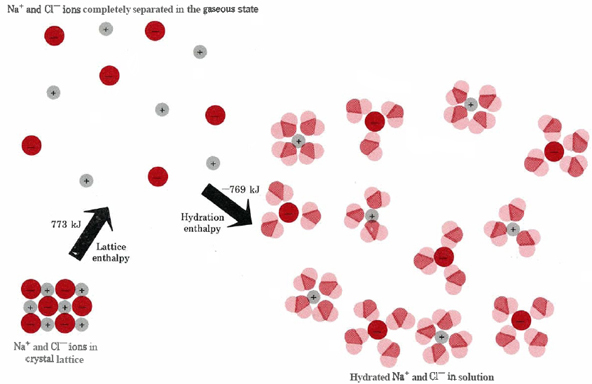 Na⁺ and Cl⁻ ions completely separated in the gaseous state
−769 kJ
Hydration
enthalpy
773 kJ
Lattice
enthalpy
Na⁺ and Cl⁻ ions in
crystal lattice
Hydrated Na⁺ and Cl⁻ in solution